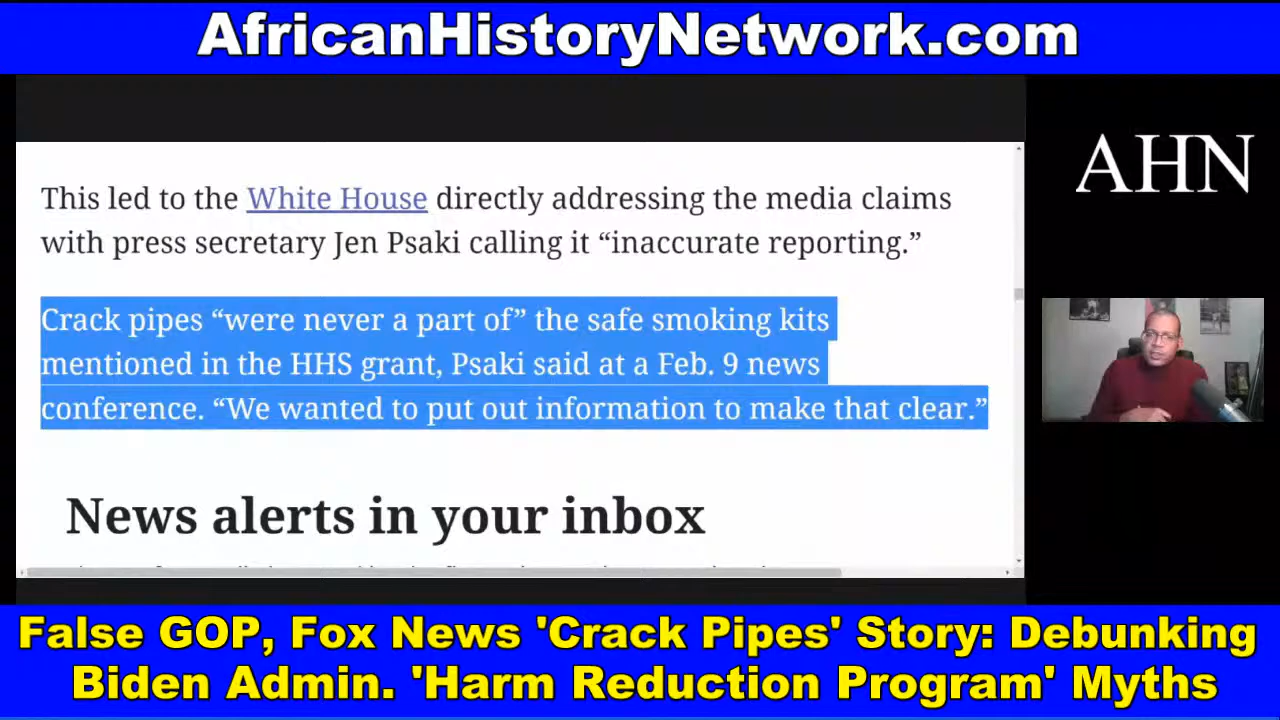 AfricanHistoryNetwork.com
AHN
This led to the White House directly addressing the media claims
with press secretary Jen Psaki calling it “inaccurate reporting.”
Crack pipes “were never a part of” the safe smoking kits
mentioned in the HHS grant, Psaki said at a Feb. 9 news
conference. “We wanted to put out information to make that clear.”
News alerts in your inbox
False GOP, Fox News 'Crack Pipes' Story: Debunking
Biden Admin. 'Harm Reduction Program' Myths